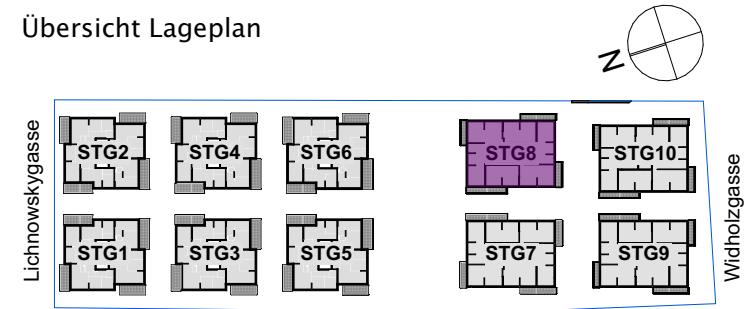 Übersicht Lageplan
N
Lichnowskygasse
STG2 STG4 STG6 STG8 STG10
STG1 STG3 STG5 STG7 STG9
Widholzgasse